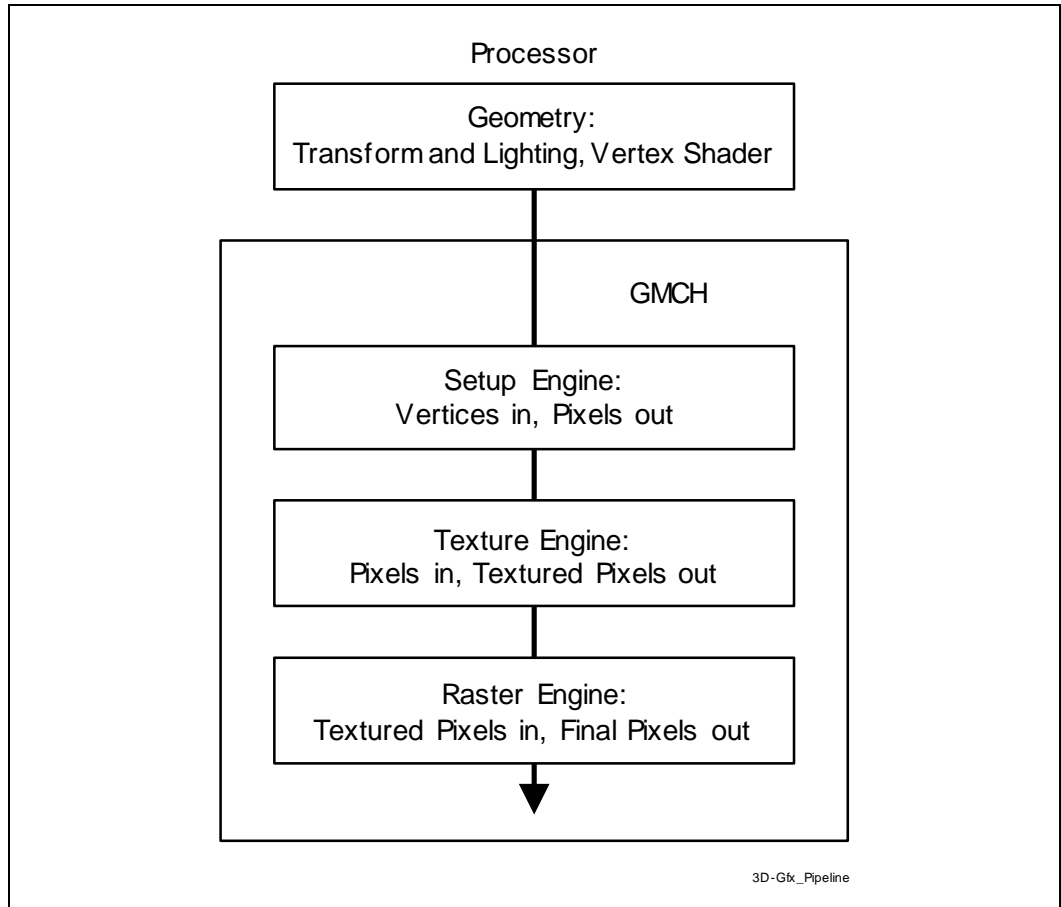 Processor
Geometry:
Transform and Lighting, Vertex Shader
GMCH
Setup Engine:
Vertices in, Pixels out
Texture Engine:
Pixels in, Textured Pixels out
Raster Engine:
Textured Pixels in, Final Pixels out
3D-Gfx_Pipeline